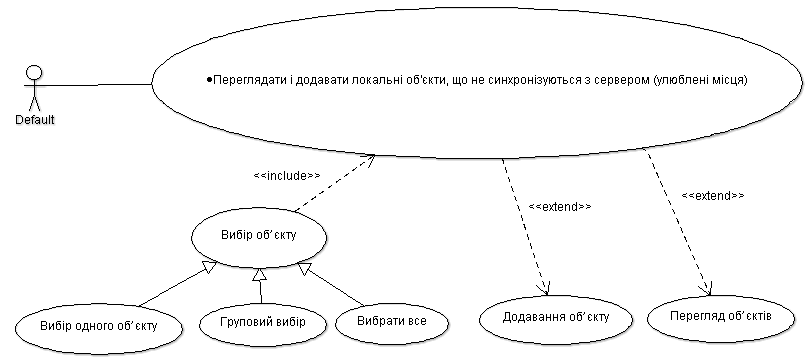 •Переглядати і додавати локальні об'єкти, що не синхронізуються з сервером (улюблені місця)
Default
<<include>>
<<extend>>
<<extend>>
Вибір об’єкту
Вибір одного об’єкту
Груповий вибір
Вибрати все
Додавання об’єкту
Перегляд об’єктів